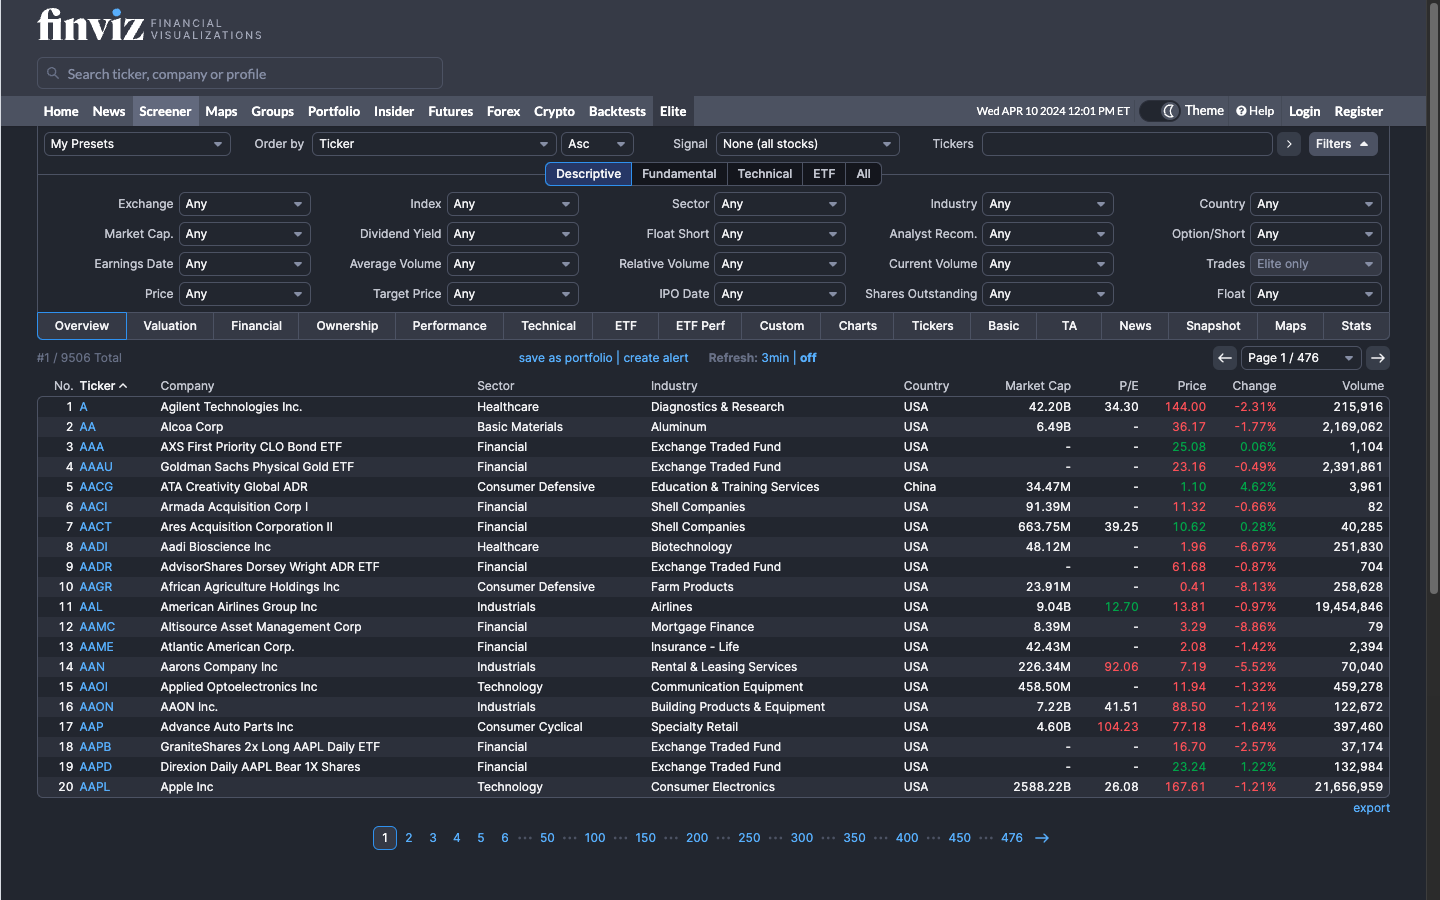 finviz FINANCIAL VISUALIZATIONS
Search ticker, company or profile
Home News Screener Maps Groups Portfolio Insider Futures Forex Crypto Backtests Elite Wed APR 10 2024 12:01 PM ET Theme Help Login Register
My Presets Order by Ticker Asc Signal None (all stocks) Tickers > Filters
Descriptive Fundamental Technical ETF All
Exchange Any Index Any Sector Any Industry Any Country Any
Market Cap. Any Dividend Yield Any Float Short Any Analyst Recom. Any Option/Short Any
Earnings Date Any Average Volume Any Relative Volume Any Current Volume Any Trades Elite only
Price Any Target Price Any IPO Date Any Shares Outstanding Any Float Any
Overview Valuation Financial Ownership Performance Technical ETF ETF Perf Custom Charts Tickers Basic TA News Snapshot Maps Stats
#1 / 9506 Total save as portfolio | create alert Refresh: 3min | off ← Page 1 / 476 →
No. Ticker Company Sector Industry Country Market Cap P/E Price Change Volume
1 A Agilent Technologies Inc. Healthcare Diagnostics & Research USA 42.20B 34.30 144.00 -2.31% 215,916
2 AA Alcoa Corp Basic Materials Aluminum USA 6.49B - 36.17 -1.77% 2,169,062
3 AAA AXS First Priority CLO Bond ETF Financial Exchange Traded Fund USA - - 25.08 0.06% 1,104
4 AAAU Goldman Sachs Physical Gold ETF Financial Exchange Traded Fund USA - - 23.16 -0.49% 2,391,861
5 AACG ATA Creativity Global ADR Consumer Defensive Education & Training Services China 34.47M - 1.10 4.62% 3,961
6 AACI Armada Acquisition Corp I Financial Shell Companies USA 91.39M - 11.32 -0.66% 82
7 AACT Ares Acquisition Corporation II Financial Shell Companies USA 663.75M 39.25 10.62 0.28% 40,285
8 AADI Aadi Bioscience Inc Healthcare Biotechnology USA 48.12M - 1.96 -6.67% 251,830
9 AADR AdvisorShares Dorsey Wright ADR ETF Financial Exchange Traded Fund USA - - 61.68 -0.87% 704
10 AAGR African Agriculture Holdings Inc Consumer Defensive Farm Products USA 23.91M - 0.41 -8.13% 258,628
11 AAL American Airlines Group Inc Industrials Airlines USA 9.04B 12.70 13.81 -0.97% 19,454,846
12 AAMC Altisource Asset Management Corp Financial Mortgage Finance USA 8.39M - 3.29 -8.86% 79
13 AAME Atlantic American Corp. Financial Insurance - Life USA 42.43M - 2.08 -1.42% 2,394
14 AAN Aarons Company Inc Industrials Rental & Leasing Services USA 226.34M 92.06 7.19 -5.52% 70,040
15 AAOI Applied Optoelectronics Inc Technology Communication Equipment USA 458.50M - 11.94 -1.32% 459,278
16 AAON AAON Inc. Industrials Building Products & Equipment USA 7.22B 41.51 88.50 -1.21% 122,672
17 AAP Advance Auto Parts Inc Consumer Cyclical Specialty Retail USA 4.60B 104.23 77.18 -1.64% 397,460
18 AAPB GraniteShares 2x Long AAPL Daily ETF Financial Exchange Traded Fund USA - - 16.70 -2.57% 37,174
19 AAPD Direxion Daily AAPL Bear 1X Shares Financial Exchange Traded Fund USA - - 23.24 1.22% 132,984
20 AAPL Apple Inc Technology Consumer Electronics USA 2588.22B 26.08 167.61 -1.21% 21,656,959
export
1 2 3 4 5 6 ··· 50 ··· 100 ··· 150 ··· 200 ··· 250 ··· 300 ··· 350 ··· 400 ··· 450 ··· 476 →